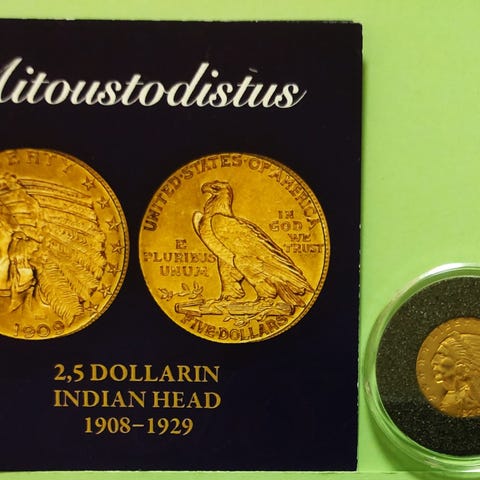 Aitoustodistus
BERTY
1909
UNITED·STATES·OF·AMERICA
E
PLURIBUS
UNUM
IN
GOD
WE
TRUST
FIVE·DOLLARS
2,5 DOLLARIN
INDIAN HEAD
1908–1929